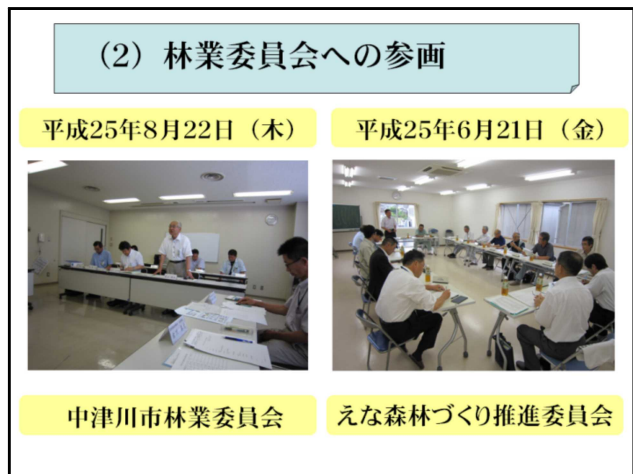 （2）林業委員会への参画
平成25年8月22日（木）
平成25年6月21日（金）
中津川市林業委員会
えな森林づくり推進委員会